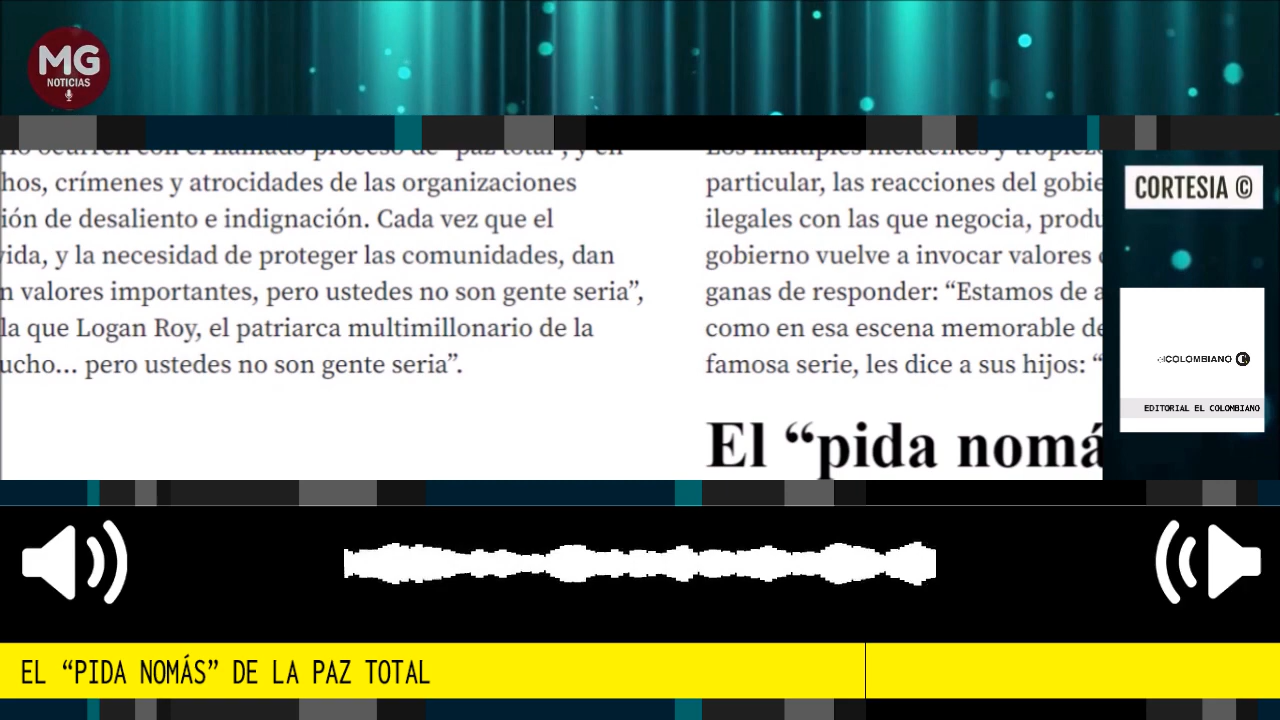 MG
NOTICIAS
hos, crímenes y atrocidades de las organizaciones
ión de desaliento e indignación. Cada vez que el
vida, y la necesidad de proteger las comunidades, dan
n valores importantes, pero ustedes no son gente seria”,
la que Logan Roy, el patriarca multimillonario de la
ucho... pero ustedes no son gente seria”.
particular, las reacciones del gobie
ilegales con las que negocia, produ
gobierno vuelve a invocar valores
ganas de responder: “Estamos de a
como en esa escena memorable de
famosa serie, les dice a sus hijos: “
El “pida nomá
CORTESIA ©
el COLOMBIANO C
EDITORIAL EL COLOMBIANO
EL “PIDA NOMÁS” DE LA PAZ TOTAL